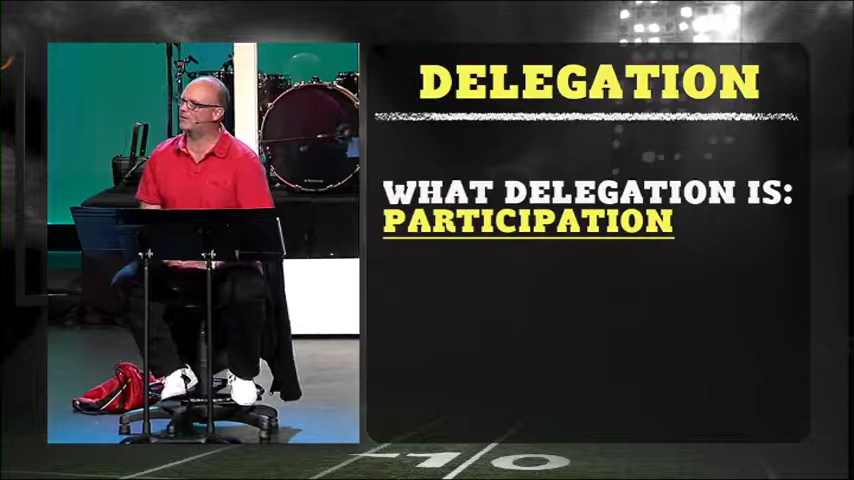 DELEGATION
WHAT DELEGATION IS:
PARTICIPATION
10